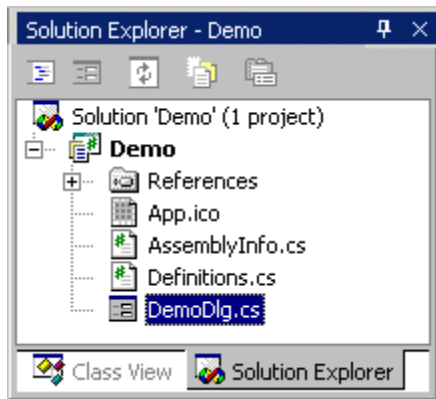 Solution Explorer - Demo
Solution 'Demo' (1 project)
Demo
References
App.ico
AssemblyInfo.cs
Definitions.cs
DemoDlg.cs
Class View Solution Explorer